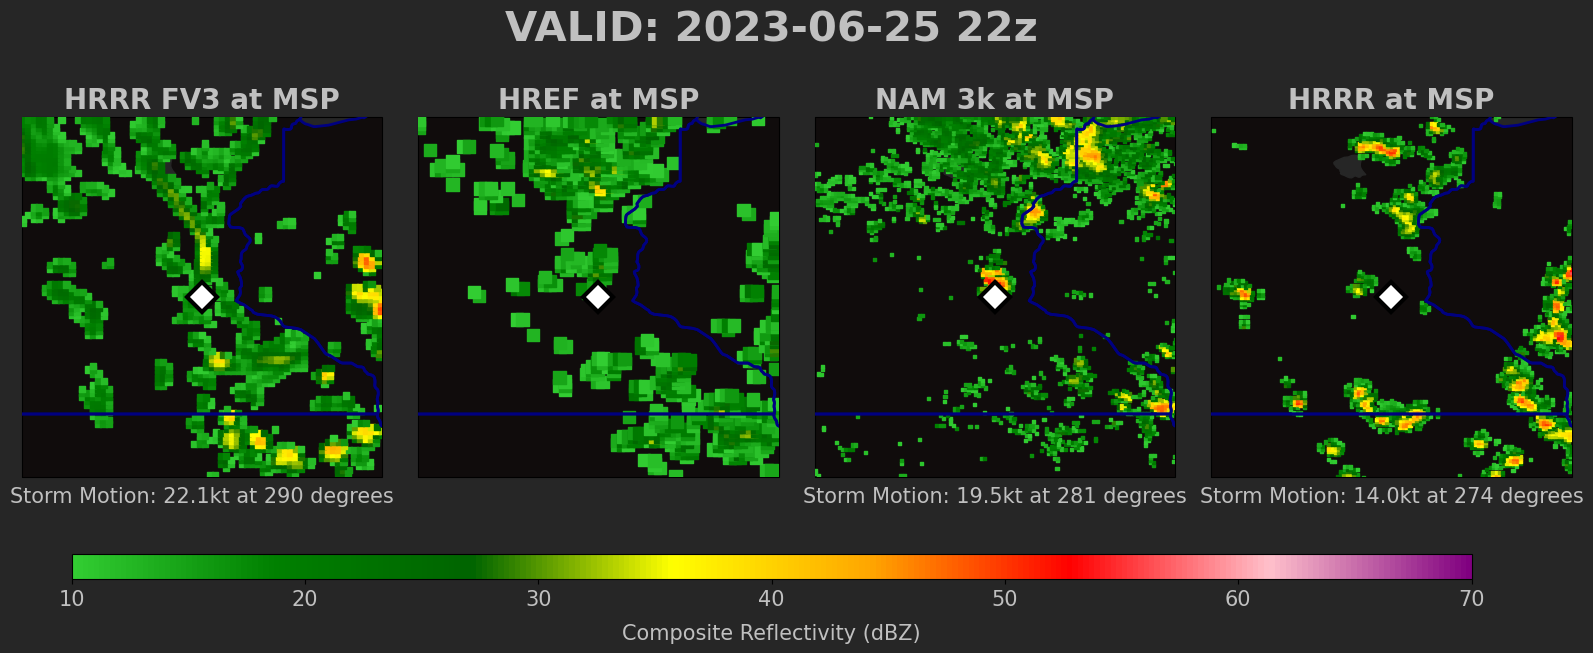 VALID: 2023-06-25 22z
HRRR FV3 at MSP
HREF at MSP
NAM 3k at MSP
HRRR at MSP
Storm Motion: 22.1kt at 290 degrees
Storm Motion: 19.5kt at 281 degrees
Storm Motion: 14.0kt at 274 degrees
10 20 30 40 50 60 70
Composite Reflectivity (dBZ)